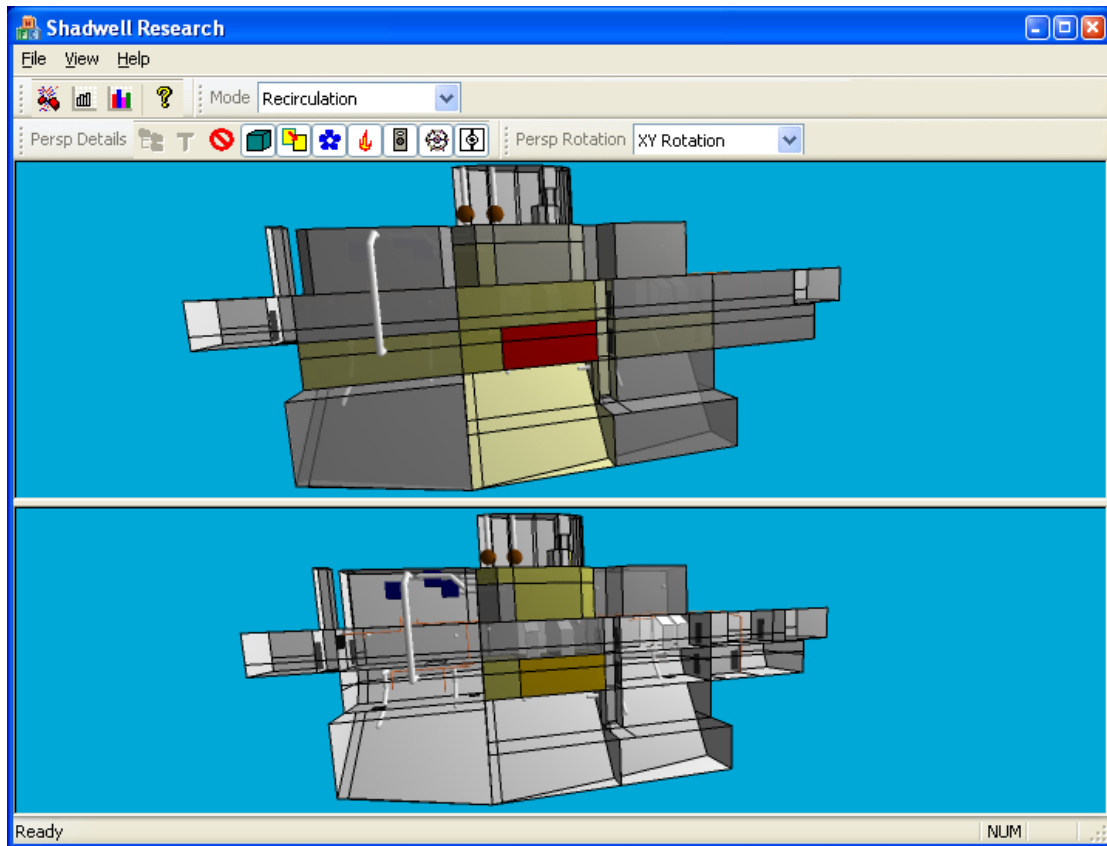 Shadwell Research
File View Help
Mode Recirculation
Persp Details T Persp Rotation XY Rotation
Ready NUM